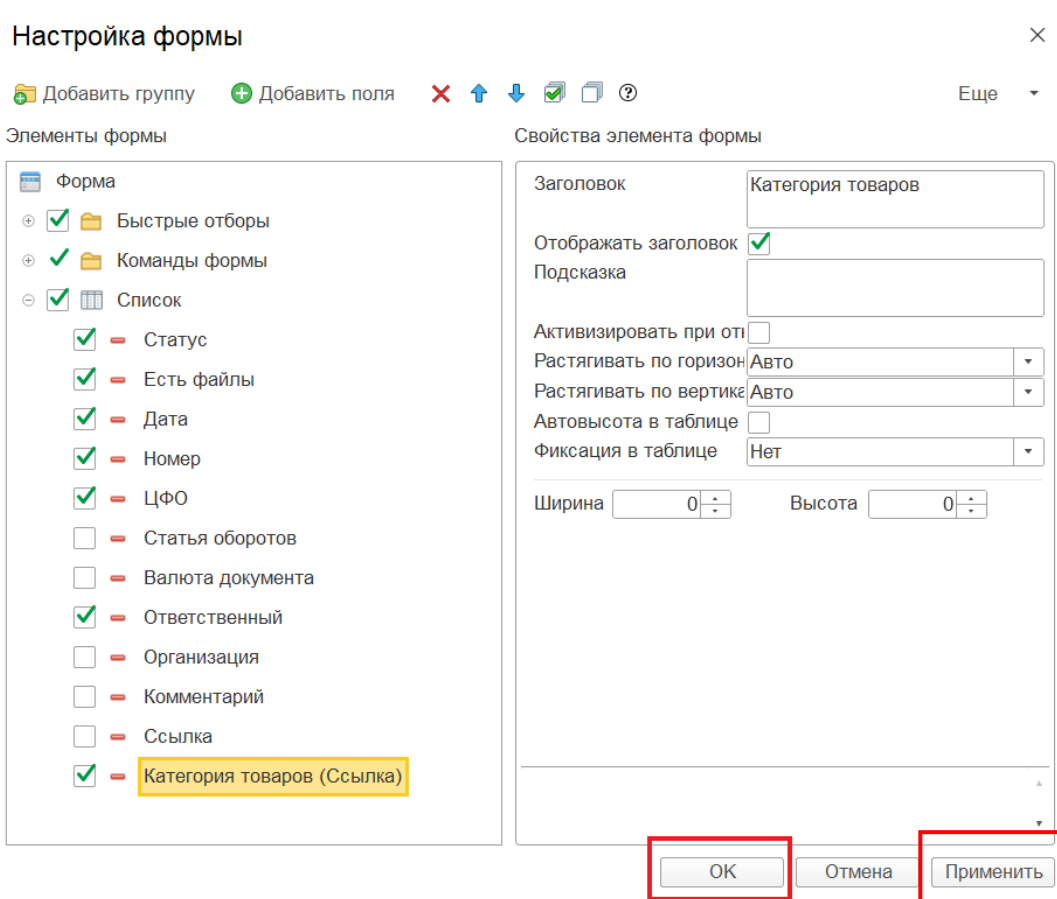 Настройка формы
Добавить группу Добавить поля Еще
Элементы формы Свойства элемента формы
Форма
Быстрые отборы
Команды формы
Список
Статус
Есть файлы
Дата
Номер
ЦФО
Статья оборотов
Валюта документа
Ответственный
Организация
Комментарий
Ссылка
Категория товаров (Ссылка)
Заголовок Категория товаров
Отображать заголовок
Подсказка
Активизировать при от
Растягивать по горизон Авто
Растягивать по вертика Авто
Автовысота в таблице
Фиксация в таблице Нет
Ширина 0 Высота 0
OK Отмена Применить